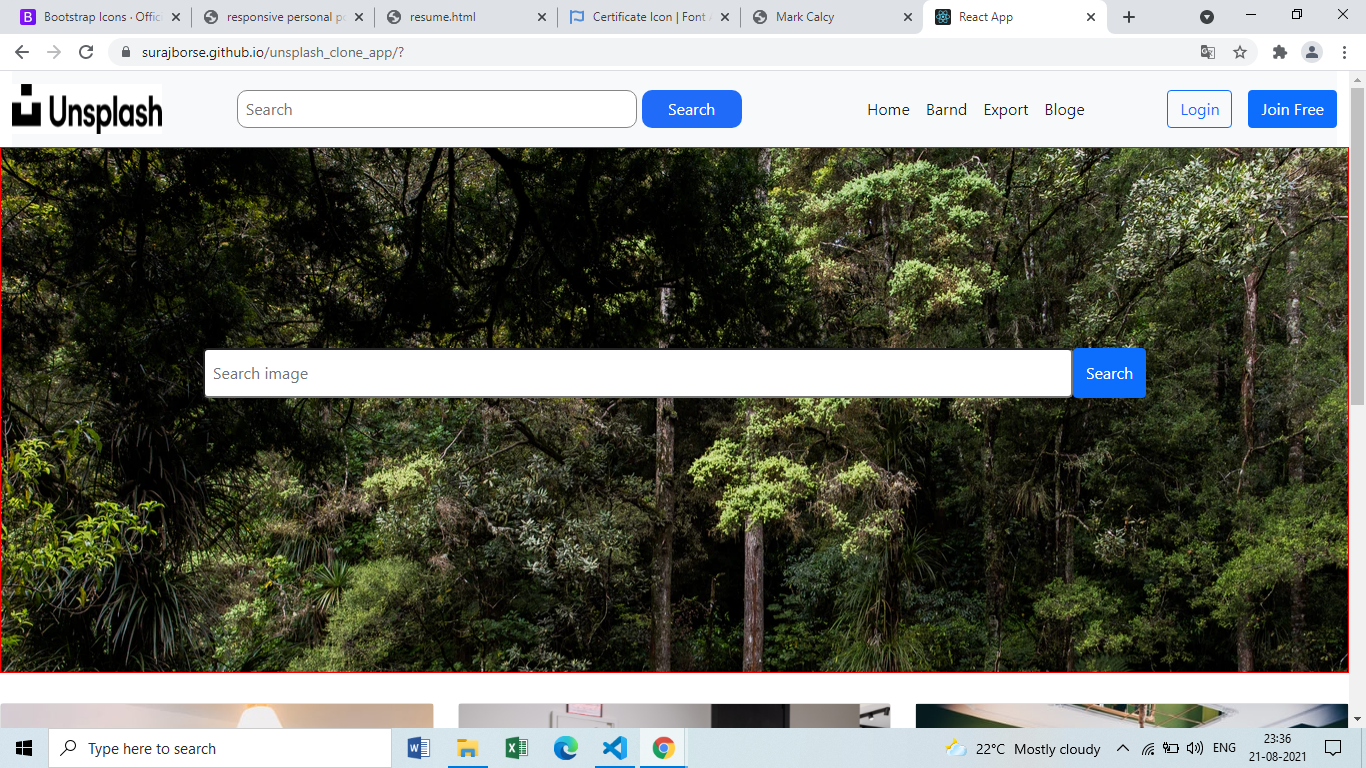 Bootstrap Icons · Offic
responsive personal po
resume.html
Certificate Icon | Font A
Mark Calcy
React App
surajborse.github.io/unsplash_clone_app/?
Unsplash
Search
Search
Home
Barnd
Export
Bloge
Login
Join Free
Search image
Search
Type here to search
22°C Mostly cloudy
ENG
23:36
21-08-2021